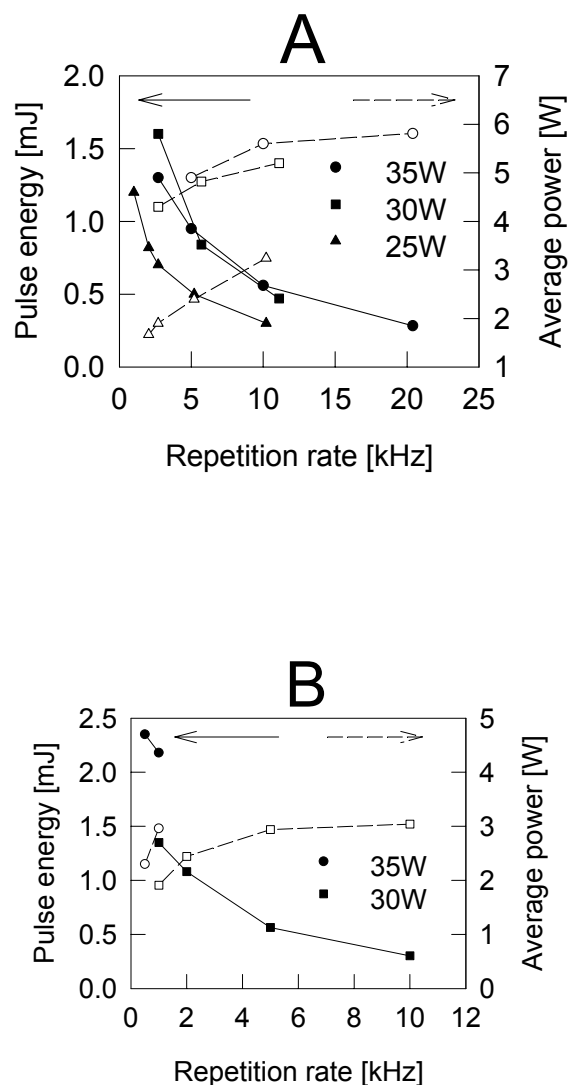 A
2.0
1.5
1.0
0.5
0.0
Pulse energy [mJ]
7
6
5
4
3
2
1
Average power [W]
35W
30W
25W
0 5 10 15 20 25
Repetition rate [kHz]
B
2.5
2.0
1.5
1.0
0.5
0.0
Pulse energy [mJ]
5
4
3
2
1
0
Average power [W]
35W
30W
0 2 4 6 8 10 12
Repetition rate [kHz]